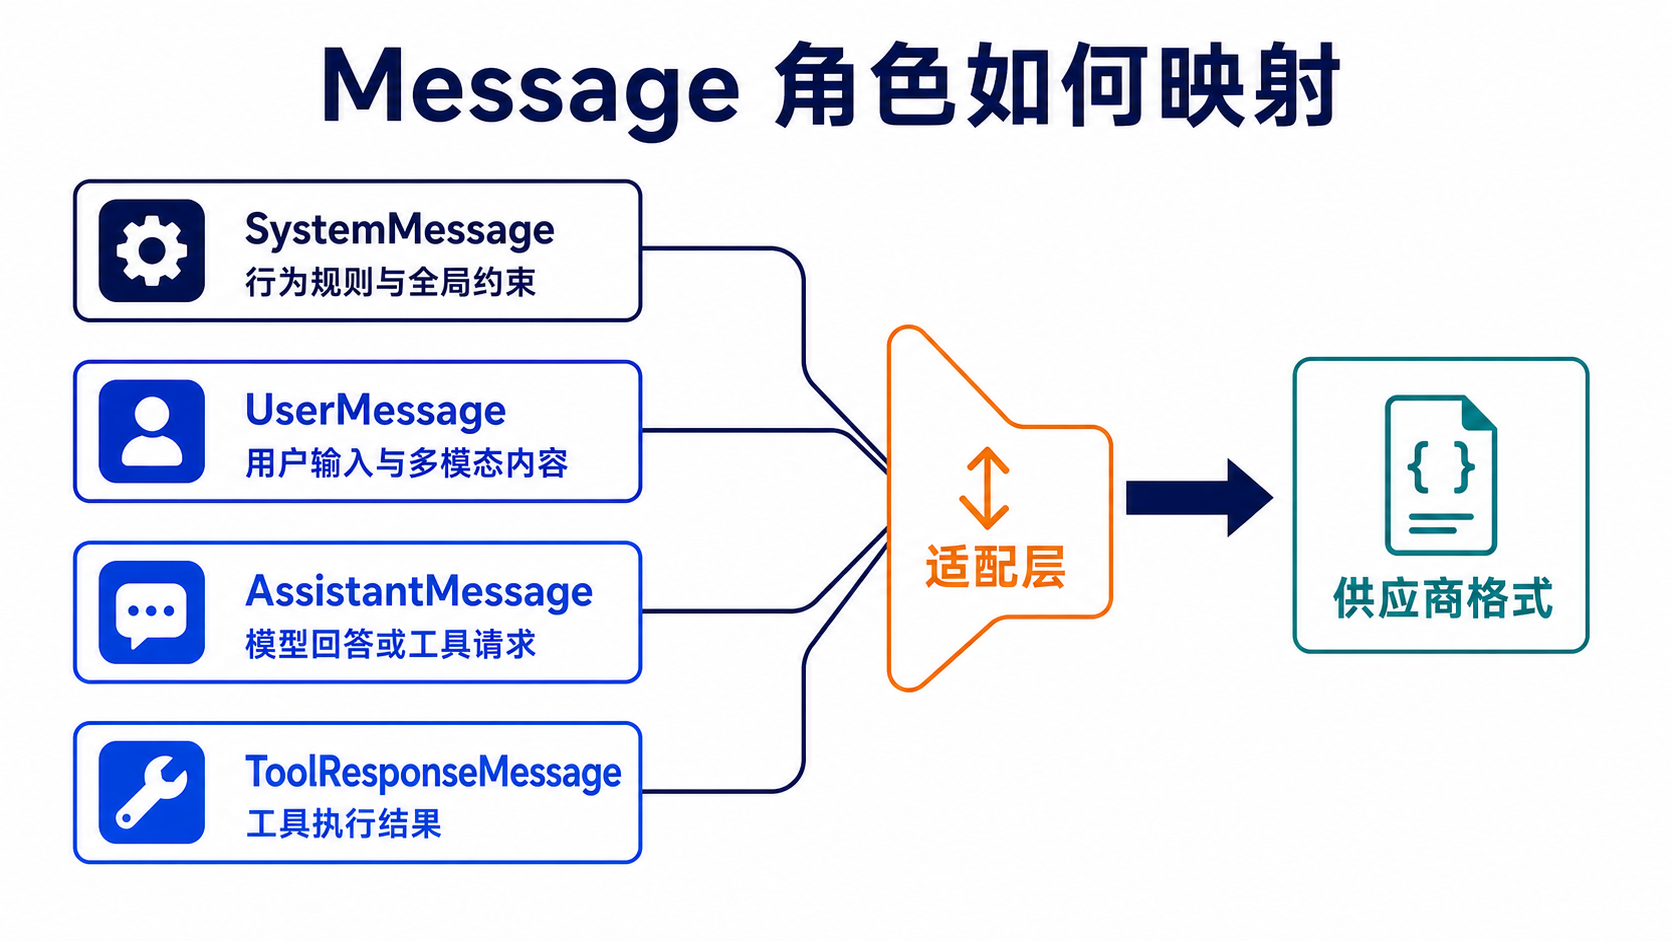 Message 角色如何映射
SystemMessage
行为规则与全局约束
UserMessage
用户输入与多模态内容
AssistantMessage
模型回答或工具请求
ToolResponseMessage
工具执行结果
适配层
{ }
供应商格式